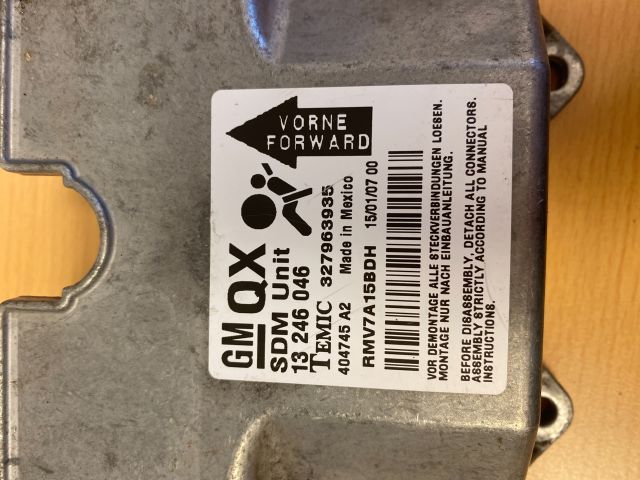 VORNE
FORWARD
GM QX
SDM Unit
13 246 046
TEMIC 327963935
404745 A2 Made in Mexico
RMV7A15BDH 15/01/07 00
VOR DEMONTAGE ALLE STECKVERBINDUNGEN LOESEN.
MONTAGE NUR NACH EINBAUANLEITUNG.
BEFORE DISASSEMBLY, DETACH ALL CONNECTORS.
ASSEMBLY STRICTLY ACCORDING TO MANUAL
INSTRUCTIONS.